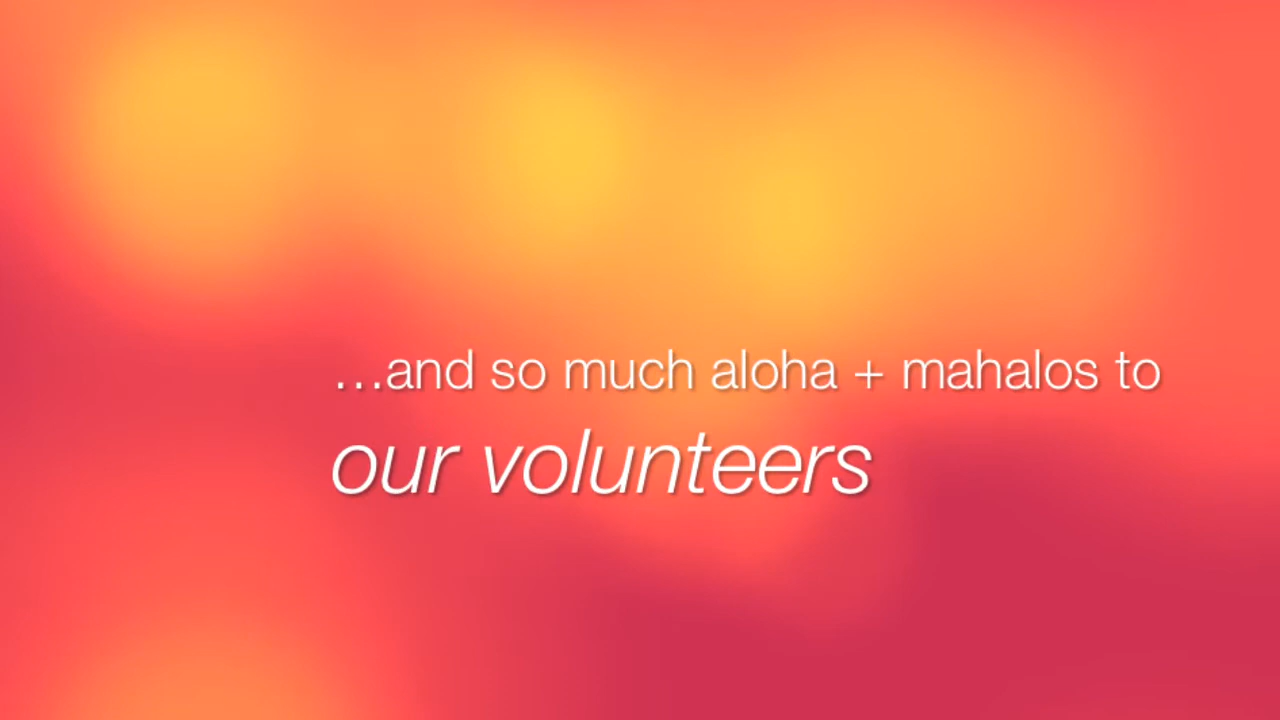 …and so much aloha + mahalos to
our volunteers